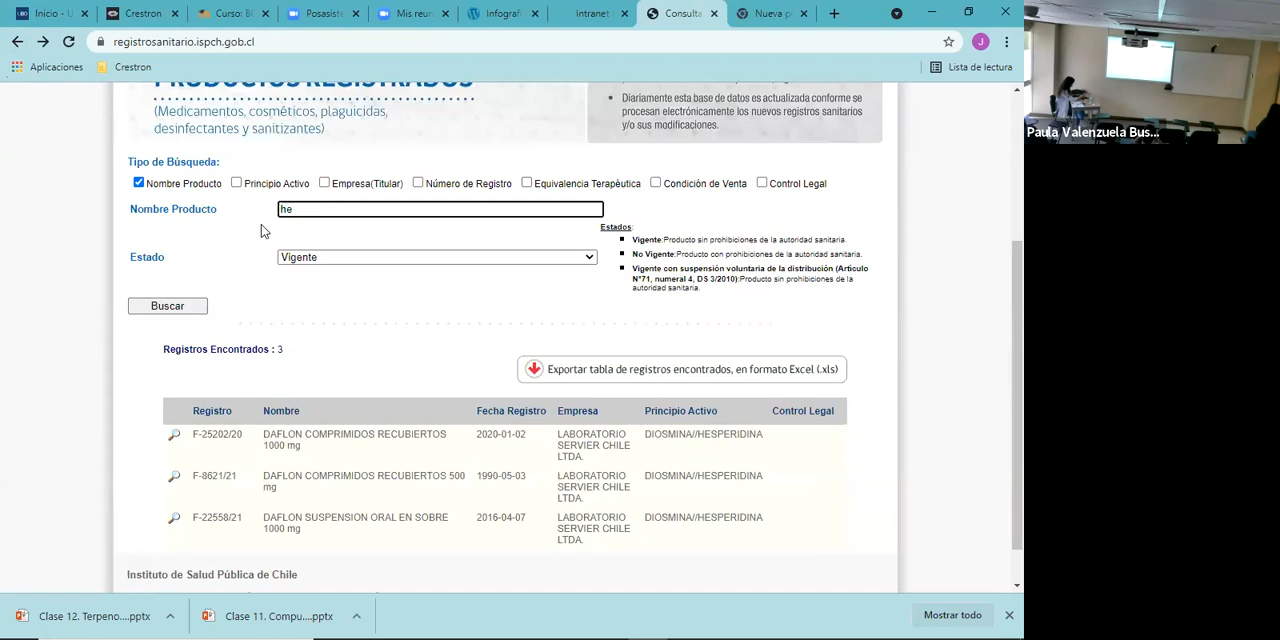 Inicio - U
Crestron
Curso: BC
Posasiste
Mis reun
Infografí
Intranet
Consulta
Nueva p
registrosanitario.ispch.gob.cl
J
Aplicaciones
Crestron
Lista de lectura
PRODUCTOS REGISTRADOS
(Medicamentos, cosméticos, plaguicidas,
desinfectantes y sanitizantes)
Diariamente esta base de datos es actualizada conforme se
procesan electrónicamente los nuevos registros sanitarios
y/o sus modificaciones.
Tipo de Búsqueda:
Nombre Producto Principio Activo Empresa(Titular) Número de Registro Equivalencia Terapéutica Condición de Venta Control Legal
Nombre Producto he
Estados:
Vigente:Producto sin prohibiciones de la autoridad sanitaria.
No Vigente:Producto con prohibiciones de la autoridad sanitaria.
Vigente con suspensión voluntaria de la distribución (Articulo
N°71, numeral 4, DS 3/2010):Producto sin prohibiciones de la
autoridad sanitaria.
Estado Vigente
Buscar
Registros Encontrados : 3
Exportar tabla de registros encontrados, en formato Excel (.xls)
Registro Nombre Fecha Registro Empresa Principio Activo Control Legal
F-25202/20 DAFLON COMPRIMIDOS RECUBIERTOS 2020-01-02 LABORATORIO DIOSMINA//HESPERIDINA
1000 mg SERVIER CHILE
LTDA.
F-8621/21 DAFLON COMPRIMIDOS RECUBIERTOS 500 1990-05-03 LABORATORIO DIOSMINA//HESPERIDINA
mg SERVIER CHILE
LTDA.
F-22558/21 DAFLON SUSPENSION ORAL EN SOBRE 2016-04-07 LABORATORIO DIOSMINA//HESPERIDINA
1000 mg SERVIER CHILE
LTDA.
Instituto de Salud Pública de Chile
Clase 12. Terpeno....pptx
Clase 11. Compu....pptx
Mostrar todo
Paula Valenzuela Bus...